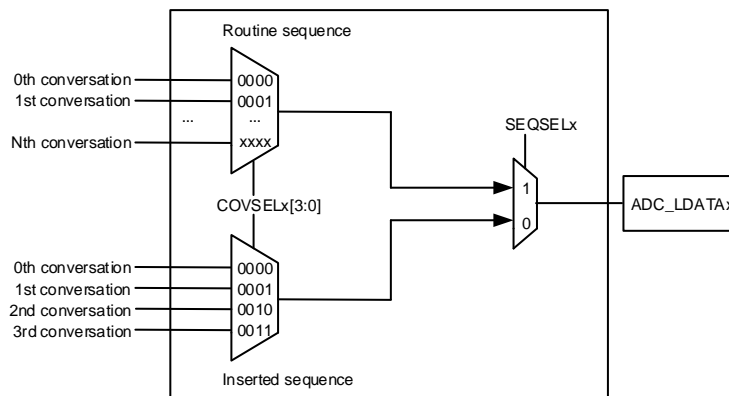 Routine sequence
0th conversation
0000
1st conversation
0001
...
...
Nth conversation
xxxx
SEQSELx
1
0
ADC_LDATAx
COVSELx[3:0]
0th conversation
0000
1st conversation
0001
2nd conversation
0010
3rd conversation
0011
Inserted sequence